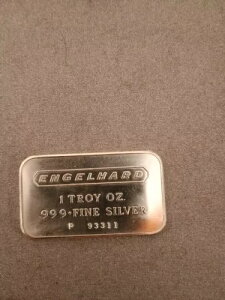 ENGELHARD
1 TROY OZ.
999+FINE SILVER
P 93311